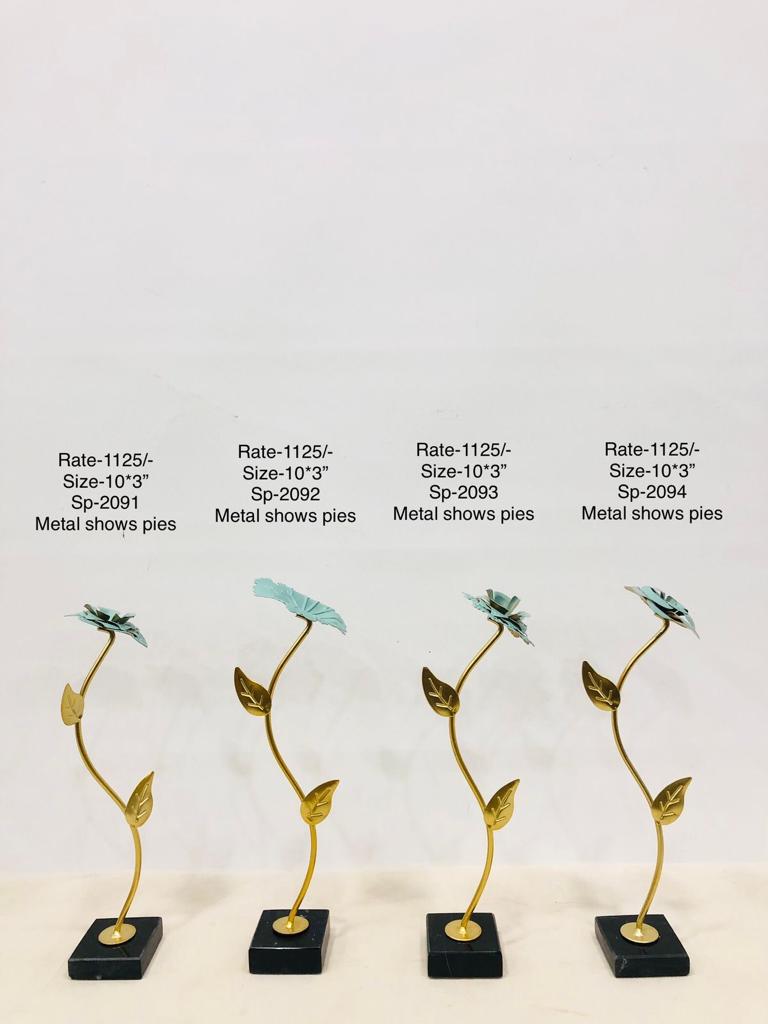 Rate-1125/-
Size-10*3”
Sp-2091
Metal shows pies
Rate-1125/-
Size-10*3”
Sp-2092
Metal shows pies
Rate-1125/-
Size-10*3”
Sp-2093
Metal shows pies
Rate-1125/-
Size-10*3”
Sp-2094
Metal shows pies